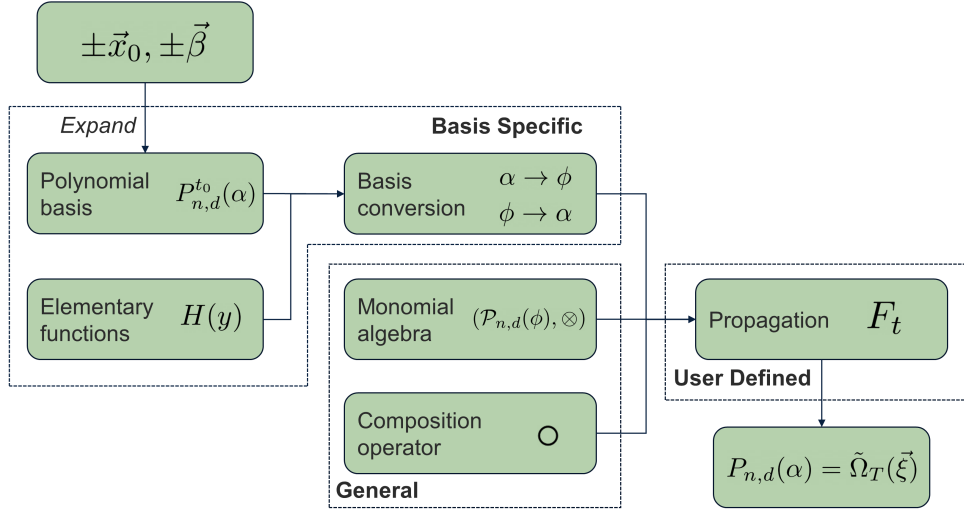 ±x⃗₀, ±β⃗
Expand
Basis Specific
Polynomial
basis
P_{n,d}^{t₀}(α)
Basis
conversion
α → ϕ
ϕ → α
Elementary
functions
H(y)
Monomial
algebra
(𝒫_{n,d}(ϕ), ⊗)
Propagation
F_t
User Defined
Composition
operator
○
General
P_{n,d}(α) = Ω̃_T(ξ⃗)